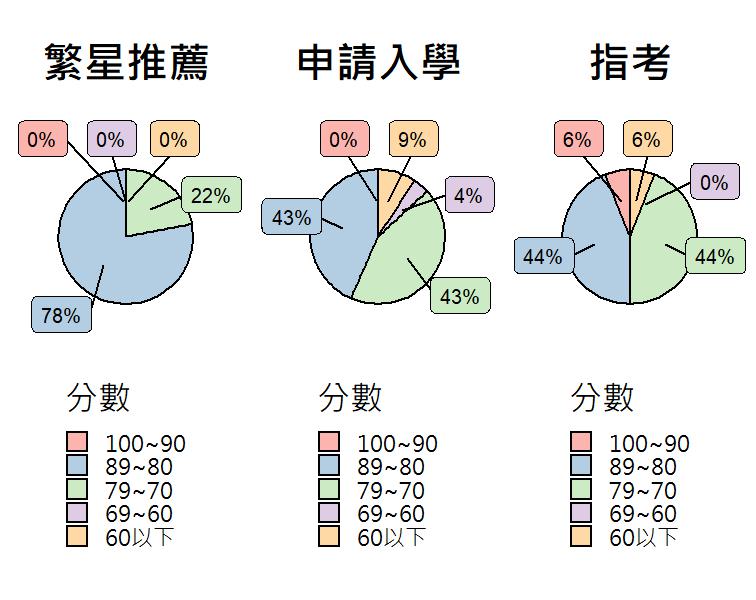 繁星推薦 申請入學 指考
0% 0% 0% 0% 9% 6% 6%
22% 4% 0%
43%
44% 44%
78% 43%
分數 分數 分數
100~90 100~90 100~90
89~80 89~80 89~80
79~70 79~70 79~70
69~60 69~60 69~60
60以下 60以下 60以下